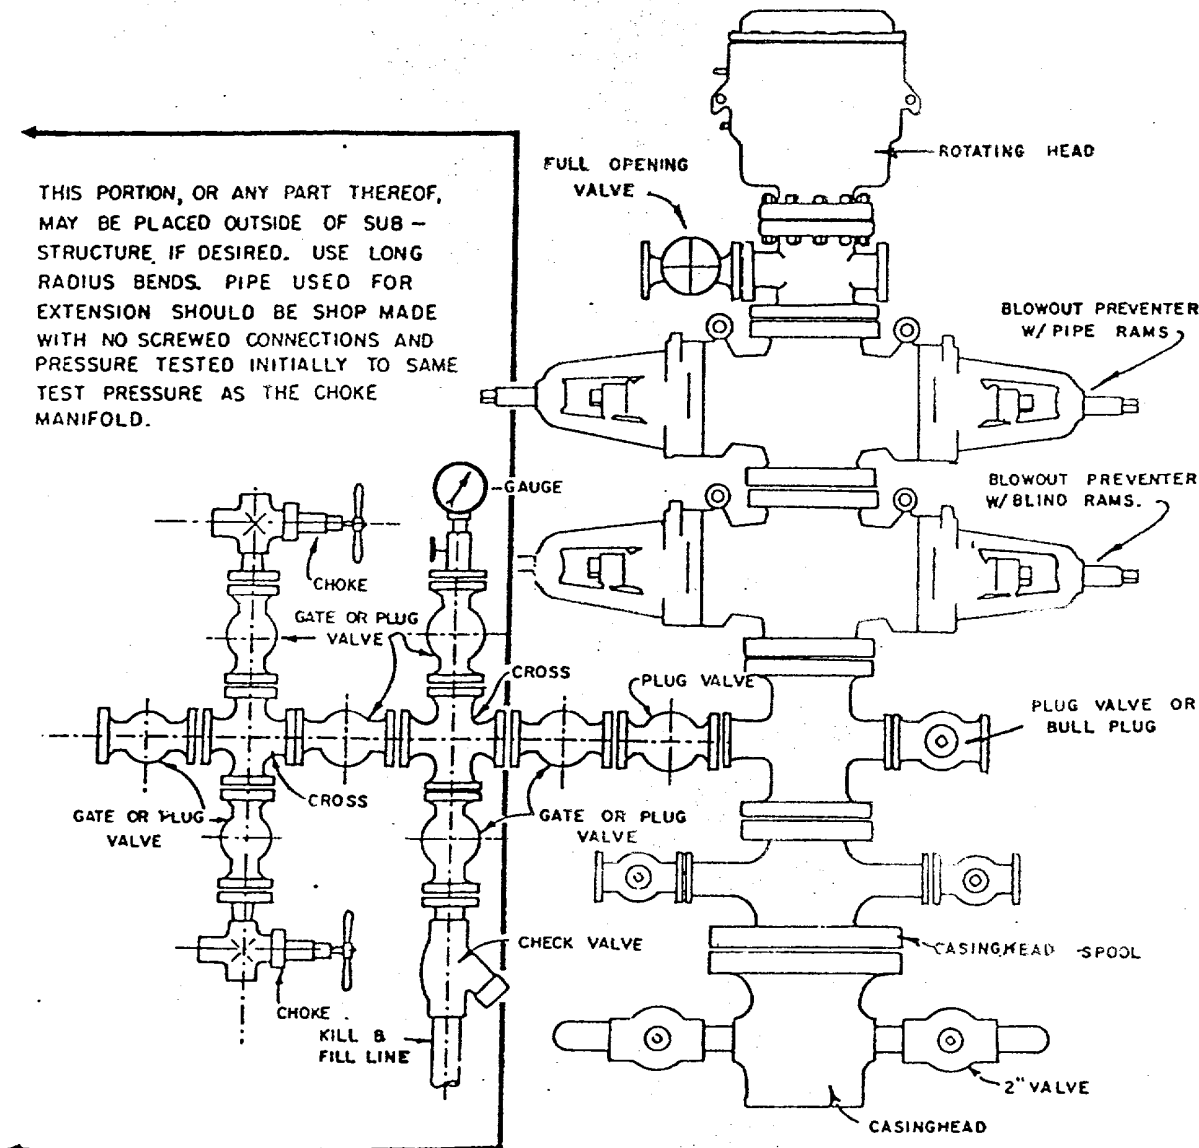 THIS PORTION, OR ANY PART THEREOF,
MAY BE PLACED OUTSIDE OF SUB-
STRUCTURE IF DESIRED. USE LONG
RADIUS BENDS. PIPE USED FOR
EXTENSION SHOULD BE SHOP MADE
WITH NO SCREWED CONNECTIONS AND
PRESSURE TESTED INITIALLY TO SAME
TEST PRESSURE AS THE CHOKE
MANIFOLD.
FULL OPENING
VALVE
ROTATING HEAD
BLOWOUT PREVENTER
W/PIPE RAMS
BLOWOUT PREVENTER
W/BLIND RAMS.
GAUGE
CHOKE
GATE OR PLUG
VALVE
CROSS
PLUG VALVE
PLUG VALVE OR
BULL PLUG
CROSS
GATE OR PLUG
VALVE
GATE OR PLUG
VALVE
CHECK VALVE
CASINGHEAD SPOOL
CHOKE
KILL &
FILL LINE
2" VALVE
CASINGHEAD